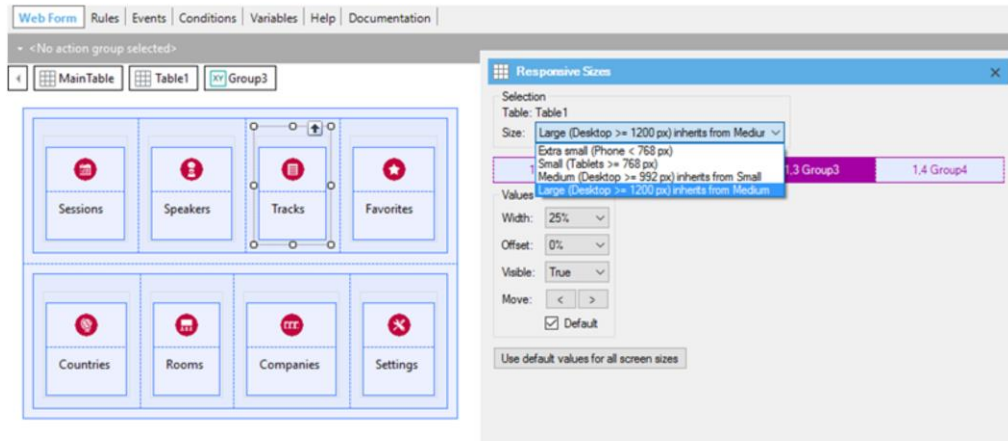 Web Form Rules Events Conditions Variables Help Documentation
<No action group selected>
MainTable Table1 Group3
Sessions Speakers Tracks Favorites
Countries Rooms Companies Settings
Responsive Sizes
Selection
Table: Table1
Size: Large (Desktop >= 1200 px) inherits from Mediur
Extra small (Phone < 768 px)
Small (Tablets >= 768 px)
Medium (Desktop >= 992 px) inherits from Small
Large (Desktop >= 1200 px) inherits from Medium
1,3 Group3 1,4 Group4
Values
Width: 25%
Offset: 0%
Visible: True
Move: < >
Default
Use default values for all screen sizes